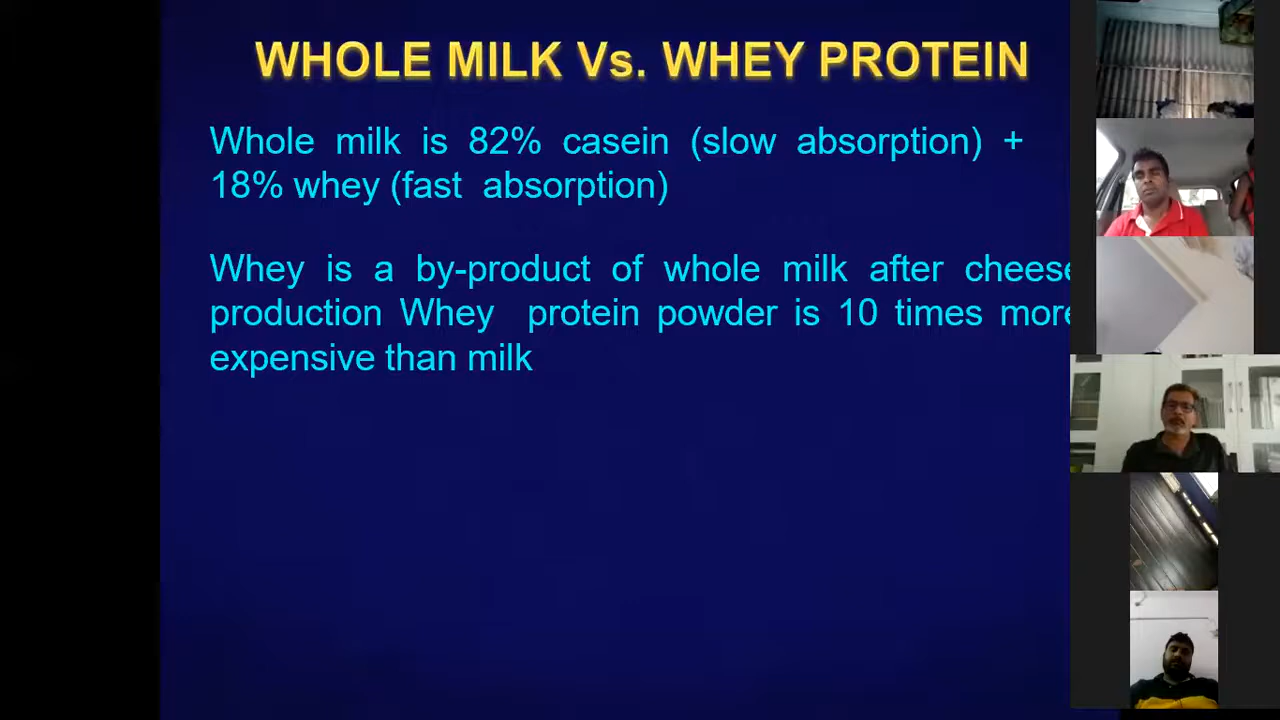 WHOLE MILK Vs. WHEY PROTEIN
Whole milk is 82% casein (slow absorption) +
18% whey (fast absorption)
Whey is a by-product of whole milk after cheese
production Whey protein powder is 10 times more
expensive than milk